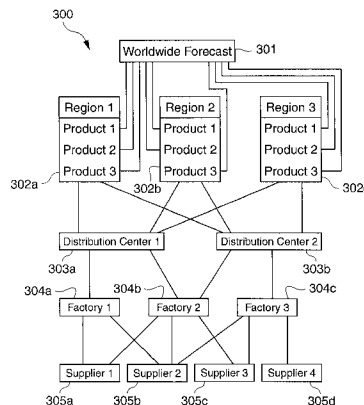 300
Worldwide Forecast 301
Region 1 Region 2 Region 3
Product 1 Product 1 Product 1
Product 2 Product 2 Product 2
Product 3 Product 3 Product 3
302a 302b 302c
Distribution Center 1 Distribution Center 2
303a 303b
304a 304b 304c
Factory 1 Factory 2 Factory 3
Supplier 1 Supplier 2 Supplier 3 Supplier 4
305a 305b 305c 305d